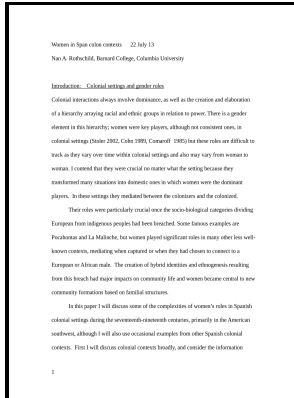 Women in Span colon contexts 22 July 13
Nan A. Rothschild, Barnard College, Columbia University
Introduction: Colonial settings and gender roles
Colonial interactions always involve dominance, as well as the creation and elaboration
of a hierarchy arraying racial and ethnic groups in relation to power. There is a gender
element in this hierarchy; women were key players, although not consistent ones, in
colonial settings (Stoler 2002, Cohn 1989, Comaroff 1985) but these roles are difficult to
track as they vary over time within colonial settings and also may vary from woman to
woman. I contend that they were crucial no matter what the setting because they
transformed many situations into domestic ones in which women were the dominant
players. In these settings they mediated between the colonizers and the colonized.
Their roles were particularly crucial once the socio-biological categories dividing
European from indigenous peoples had been breached. Some famous examples are
Pocahontas and La Malinche, but women played significant roles in many other less well-
known contexts, mediating when captured or when they had chosen to connect to a
European or African male. The creation of hybrid identities and ethnogenesis resulting
from this breach had major impacts on community life and women became central to new
community formations based on familial structures.
In this paper I will discuss some of the complexities of women's roles in Spanish
colonial settings during the seventeenth-nineteenth centuries, primarily in the American
southwest, although I will also use occasional examples from other Spanish colonial
contexts. First I will discuss colonial contexts broadly, and consider the information
1